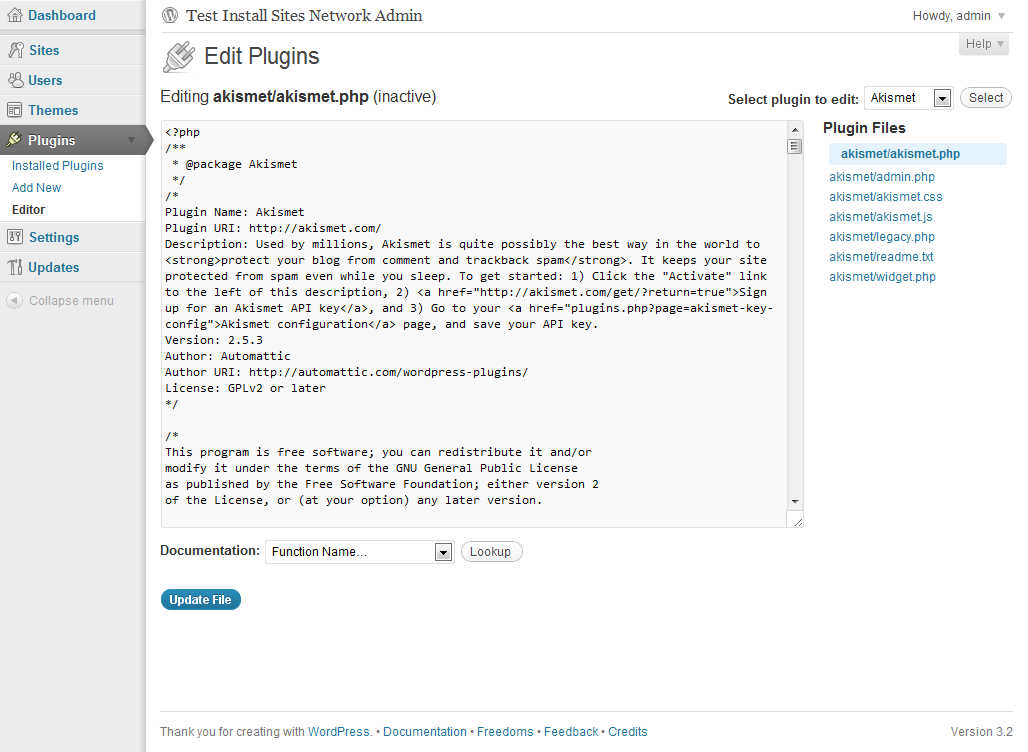 Dashboard
Sites
Users
Themes
Plugins
Installed Plugins
Add New
Editor
Settings
Updates
Collapse menu
Test Install Sites Network Admin
Howdy, admin
Help
Edit Plugins
Editing akismet/akismet.php (inactive)
Select plugin to edit: Akismet Select
<?php
/**
 * @package Akismet
 */
/*
Plugin Name: Akismet
Plugin URI: http://akismet.com/
Description: Used by millions, Akismet is quite possibly the best way in the world to
<strong>protect your blog from comment and trackback spam</strong>. It keeps your site
protected from spam even while you sleep. To get started: 1) Click the "Activate" link
to the left of this description, 2) <a href="http://akismet.com/get/?return=true">Sign
up for an Akismet API key</a>, and 3) Go to your <a href="plugins.php?page=akismet-key-
config">Akismet configuration</a> page, and save your API key.
Version: 2.5.3
Author: Automattic
Author URI: http://automattic.com/wordpress-plugins/
License: GPLv2 or later
*/
/*
This program is free software; you can redistribute it and/or
modify it under the terms of the GNU General Public License
as published by the Free Software Foundation; either version 2
of the License, or (at your option) any later version.
Plugin Files
akismet/akismet.php
akismet/admin.php
akismet/akismet.css
akismet/akismet.js
akismet/legacy.php
akismet/readme.txt
akismet/widget.php
Documentation: Function Name... Lookup
Update File
Thank you for creating with WordPress. • Documentation • Freedoms • Feedback • Credits
Version 3.2